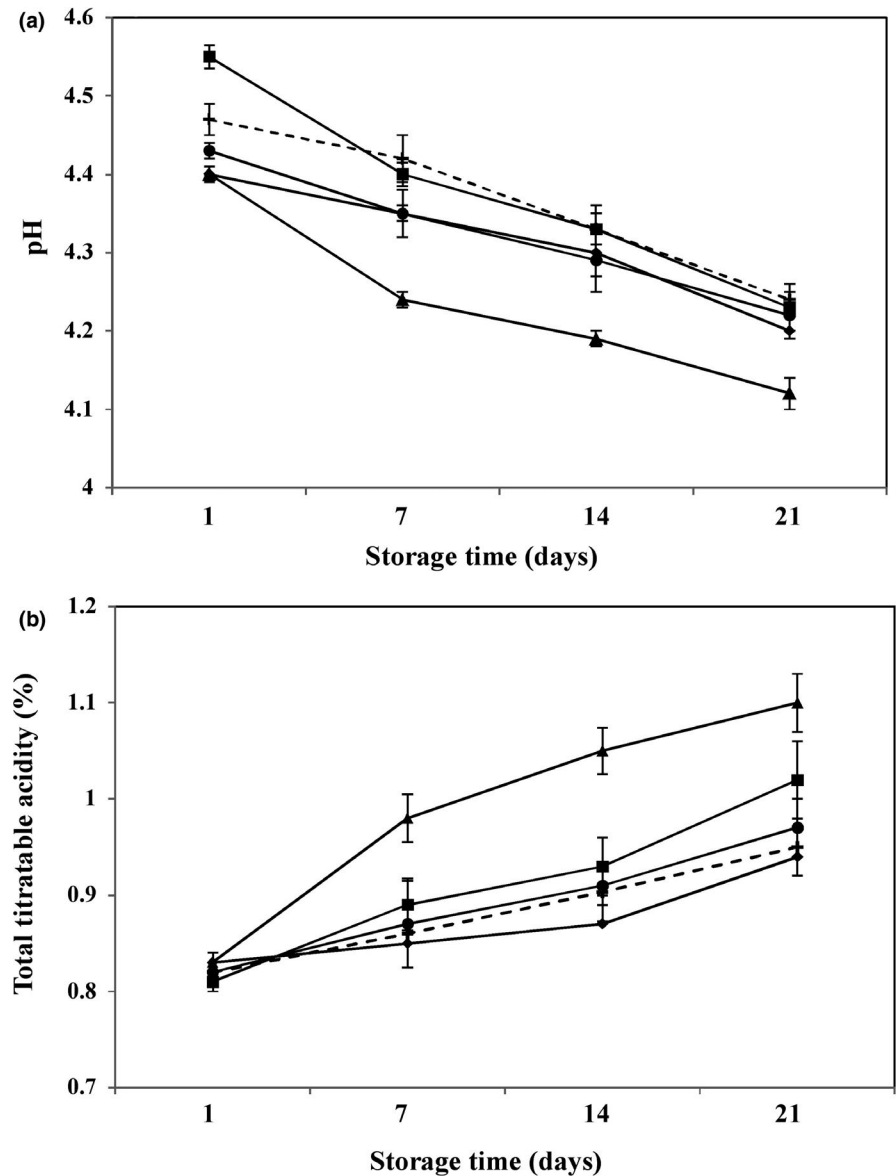 (a)
4.6
4.5
4.4
4.3
4.2
4.1
4
pH
1 7 14 21
Storage time (days)
(b)
1.2
1.1
1
0.9
0.8
0.7
Total titratable acidity (%)
1 7 14 21
Storage time (days)